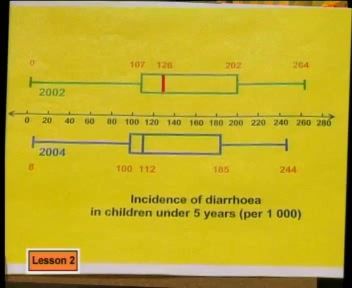 0 107 126 202 264
2002
0 20 40 60 80 100 120 140 160 180 200 220 240 260 280
2004
8 100 112 185 244
Incidence of diarrhoea
in children under 5 years (per 1 000)
Lesson 2